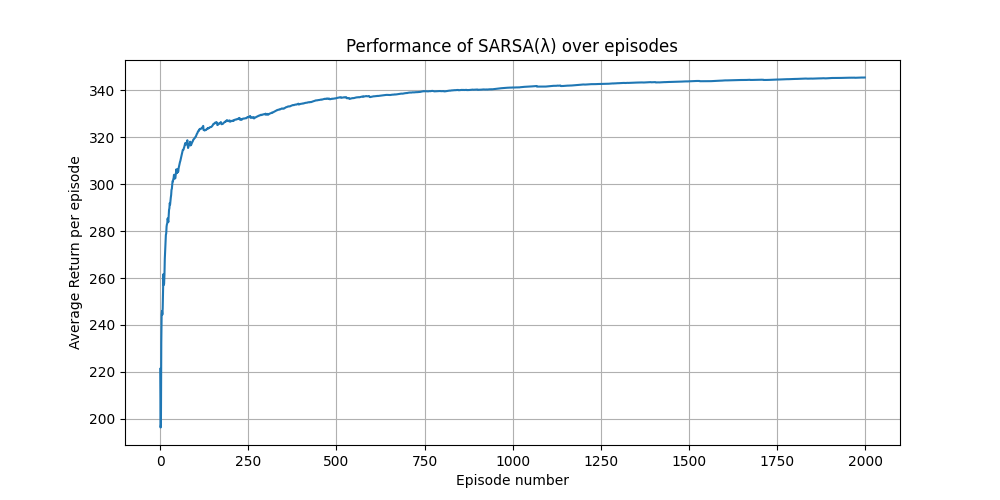 Performance of SARSA(λ) over episodes
Average Return per episode
340
320
300
280
260
240
220
200
0 250 500 750 1000 1250 1500 1750 2000
Episode number